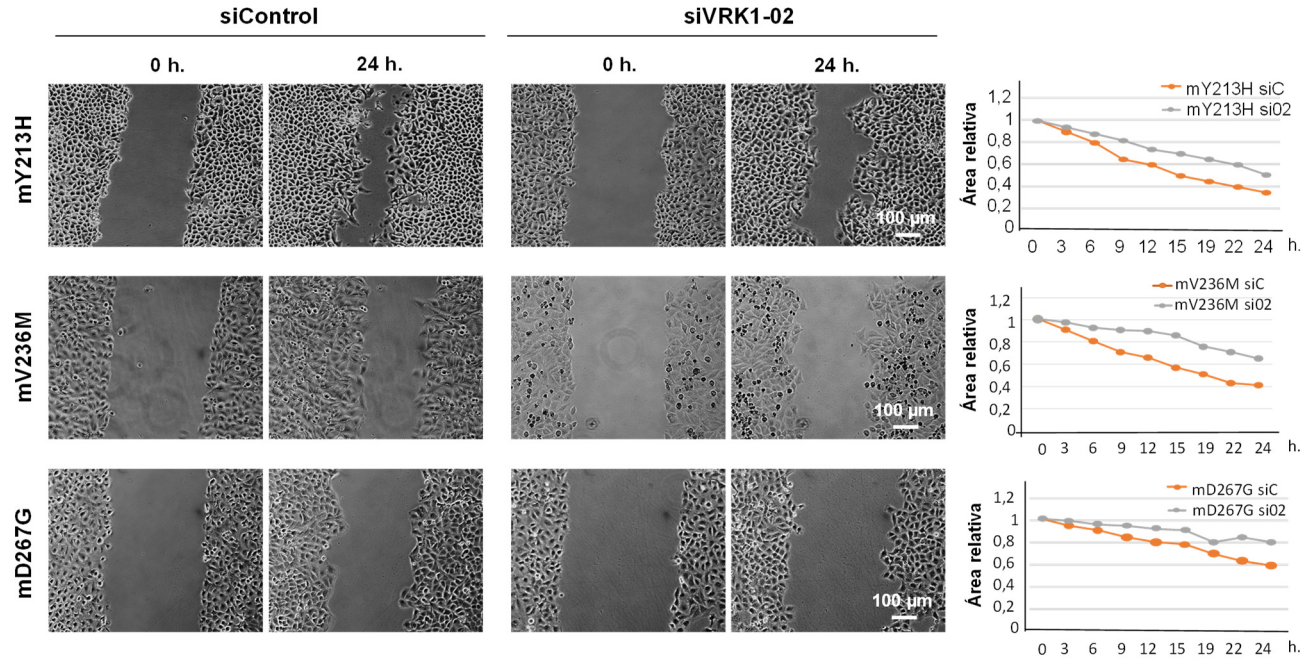 siControl
siVRK1-02
0 h.
24 h.
0 h.
24 h.
mY213H
100 µm
mY213H siC
mY213H si02
Área relativa
1,2
1
0,8
0,6
0,4
0,2
0
0 3 6 9 12 15 19 22 24 h.
mV236M
100 µm
mV236M siC
mV236M si02
Área relativa
1,2
1
0,8
0,6
0,4
0,2
0
0 3 6 9 12 15 19 22 24 h.
mD267G
100 µm
mD267G siC
mD267G si02
Área relativa
1,2
1
0,8
0,6
0,4
0,2
0
0 3 6 9 12 15 19 22 24 h.